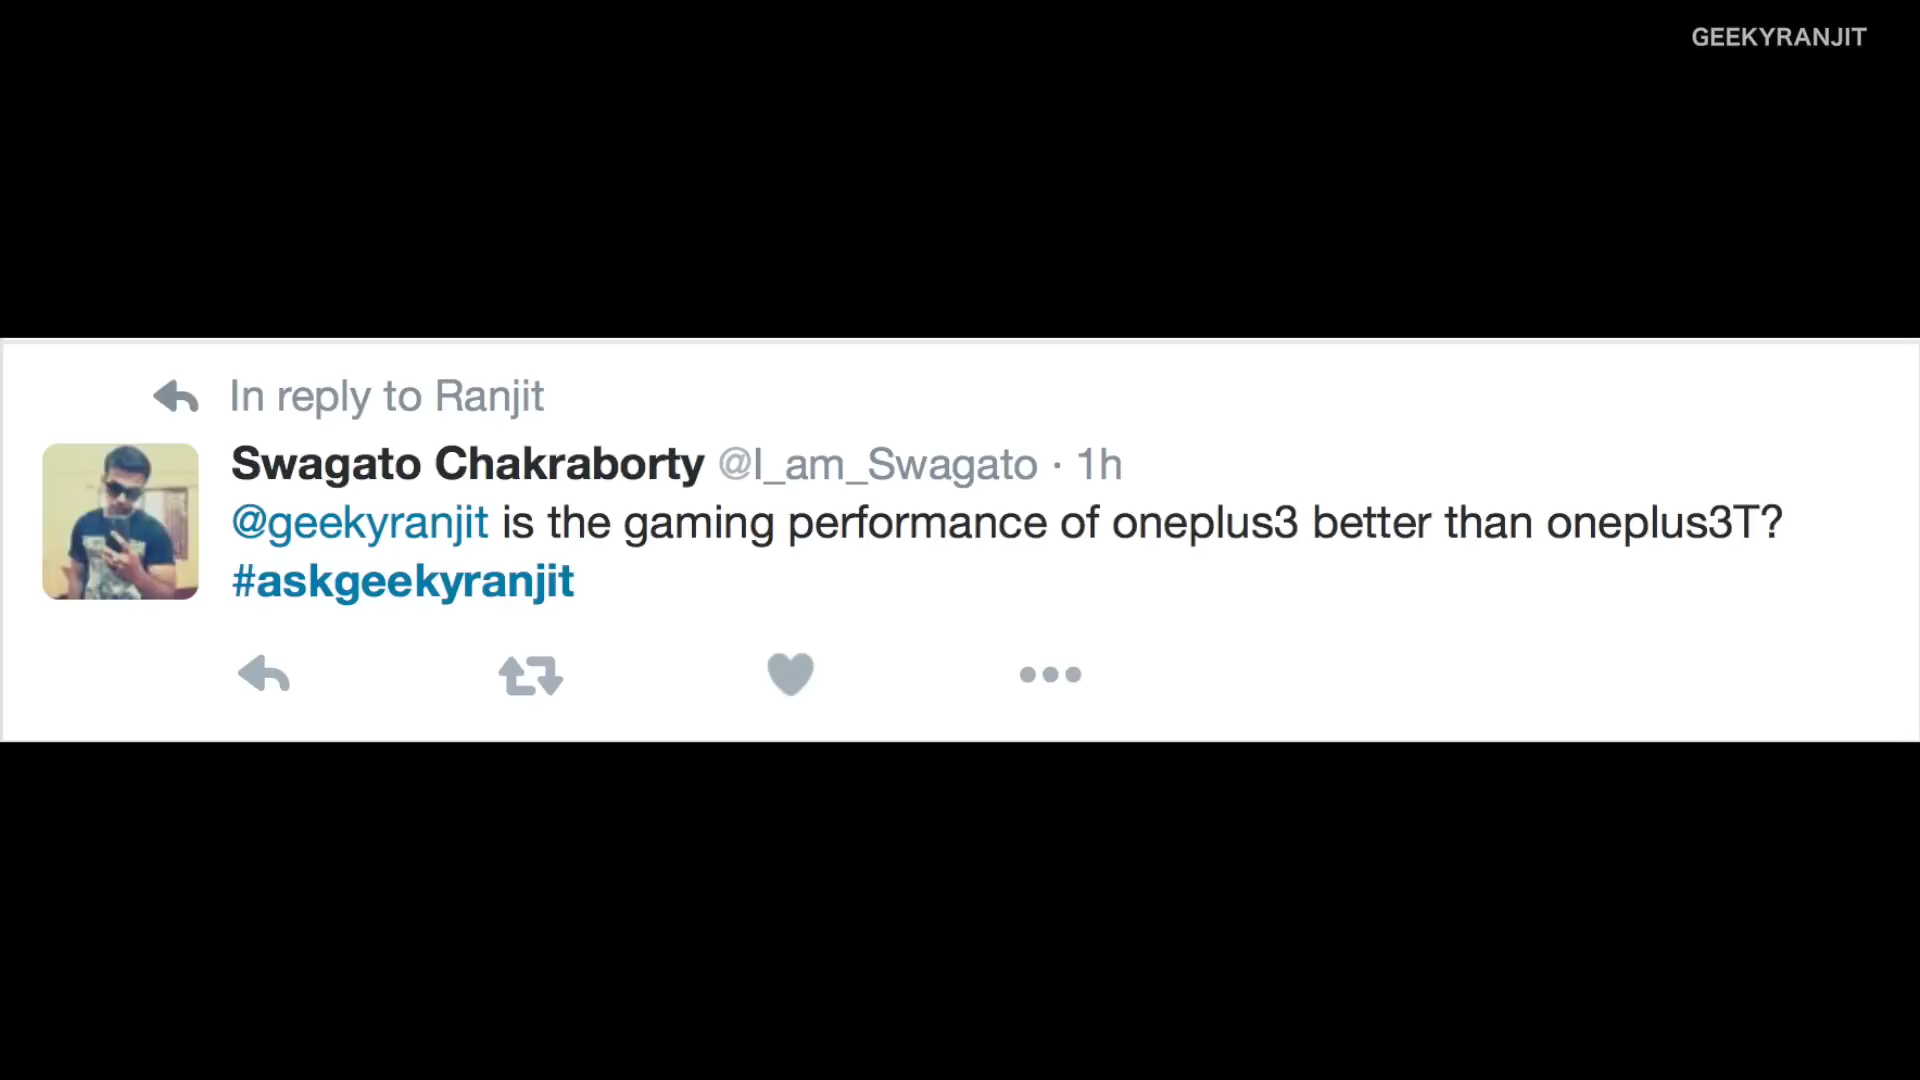 GEEKYRANJIT
In reply to Ranjit
Swagato Chakraborty @I_am_Swagato · 1h
@geekyranjit is the gaming performance of oneplus3 better than oneplus3T?
#askgeekyranjit